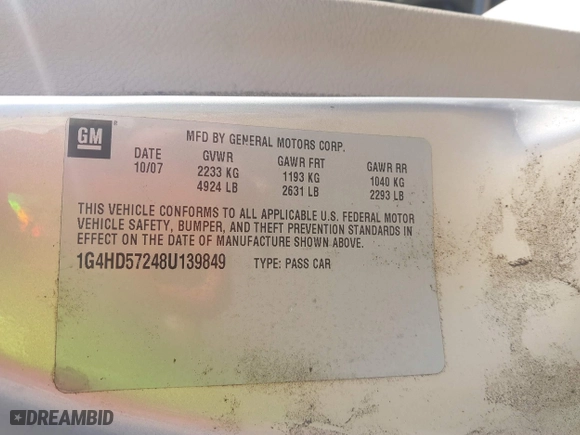 GM ®
MFD BY GENERAL MOTORS CORP.
DATE GVWR GAWR FRT GAWR RR
10/07 2233 KG 1193 KG 1040 KG
4924 LB 2631 LB 2293 LB
THIS VEHICLE CONFORMS TO ALL APPLICABLE U.S. FEDERAL MOTOR
VEHICLE SAFETY, BUMPER, AND THEFT PREVENTION STANDARDS IN
EFFECT ON THE DATE OF MANUFACTURE SHOWN ABOVE.
1G4HD57248U139849 TYPE: PASS CAR
DREAMBID